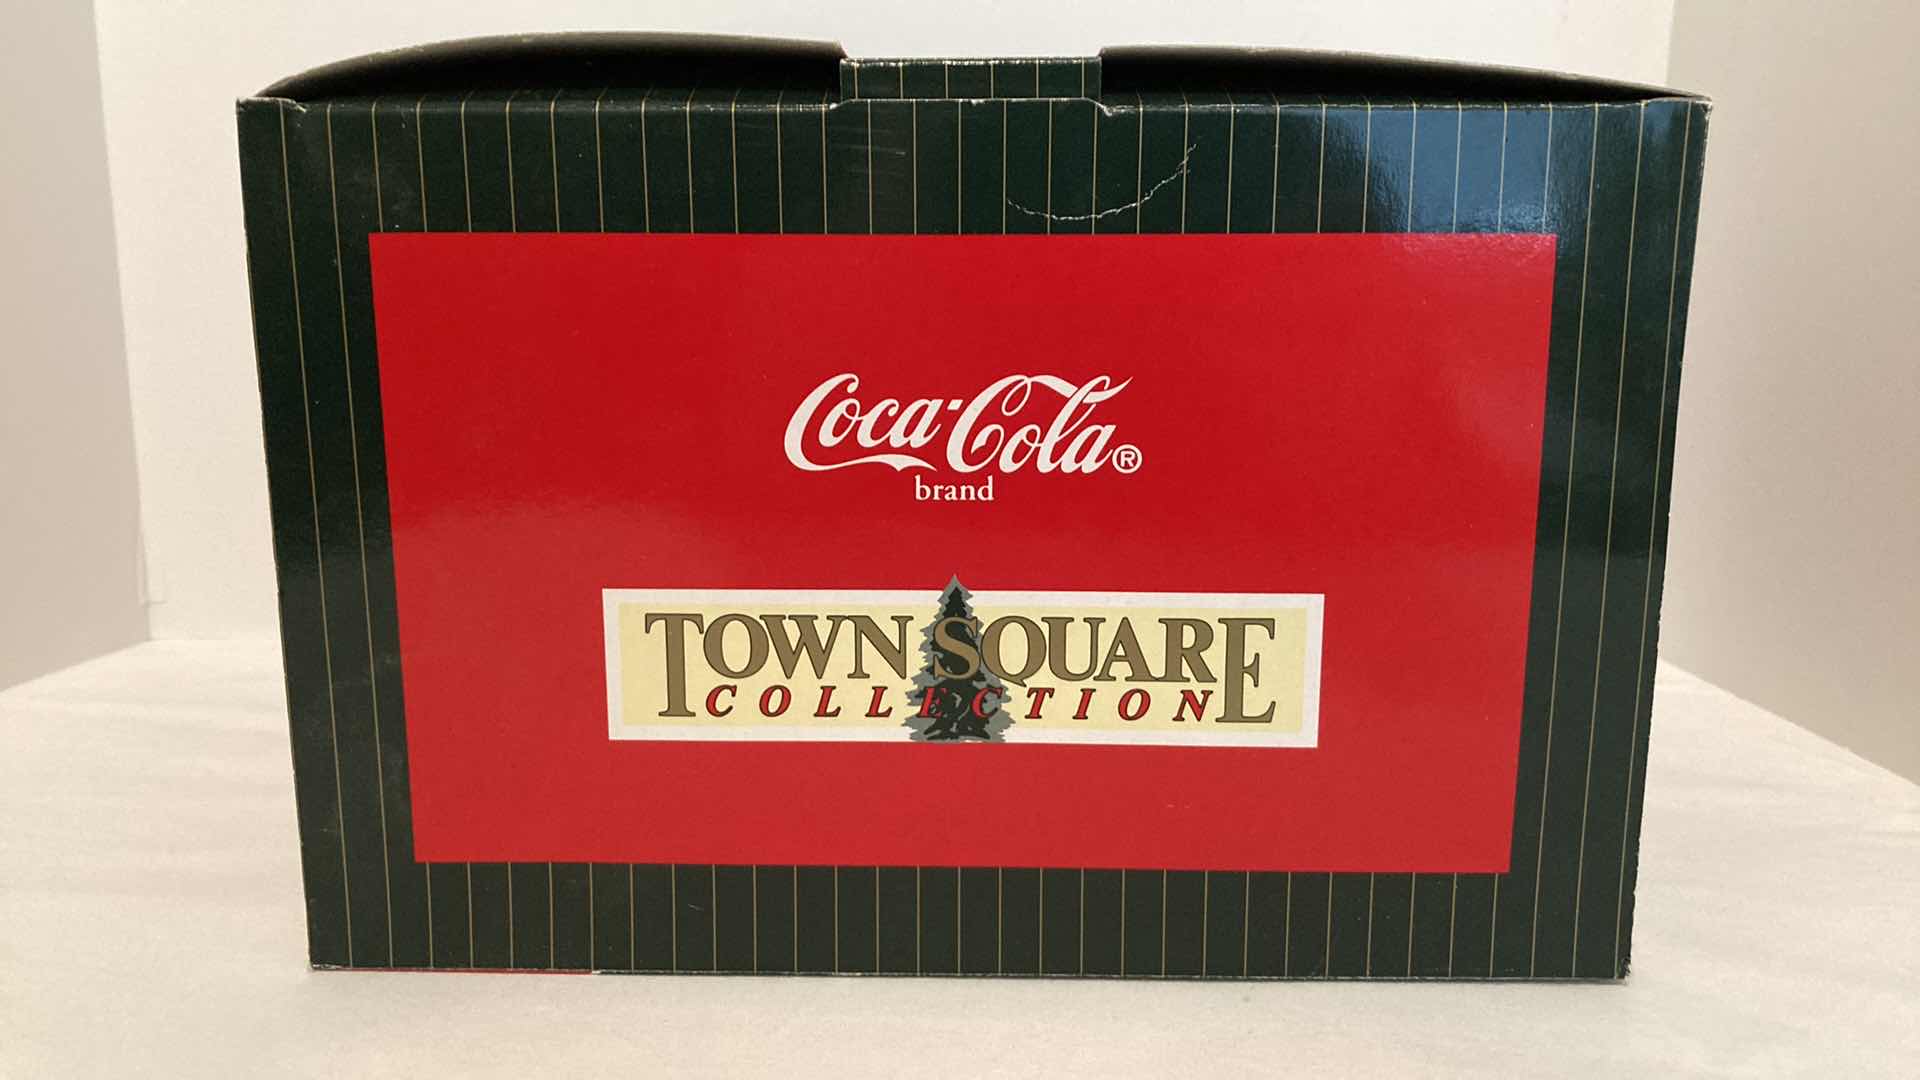 Coca-Cola®
brand
TOWN SQUARE
COLLECTION